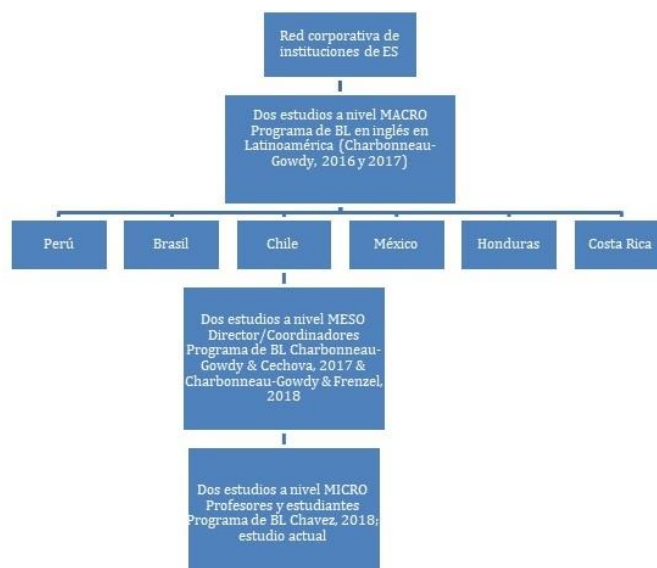 Red corporativa de
instituciones de ES
Dos estudios a nivel MACRO
Programa de BL en inglés en
Latinoamérica (Charbonneau-
Gowdy, 2016 y 2017)
Perú
Brasil
Chile
México
Honduras
Costa Rica
Dos estudios a nivel MESO
Director/Coordinadores
Programa de BL Charbonneau-
Gowdy & Cechova, 2017 &
Charbonneau-Gowdy & Frenzel,
2018
Dos estudios a nivel MICRO
Profesores y estudiantes
Programa de BL Chavez, 2018;
estudio actual